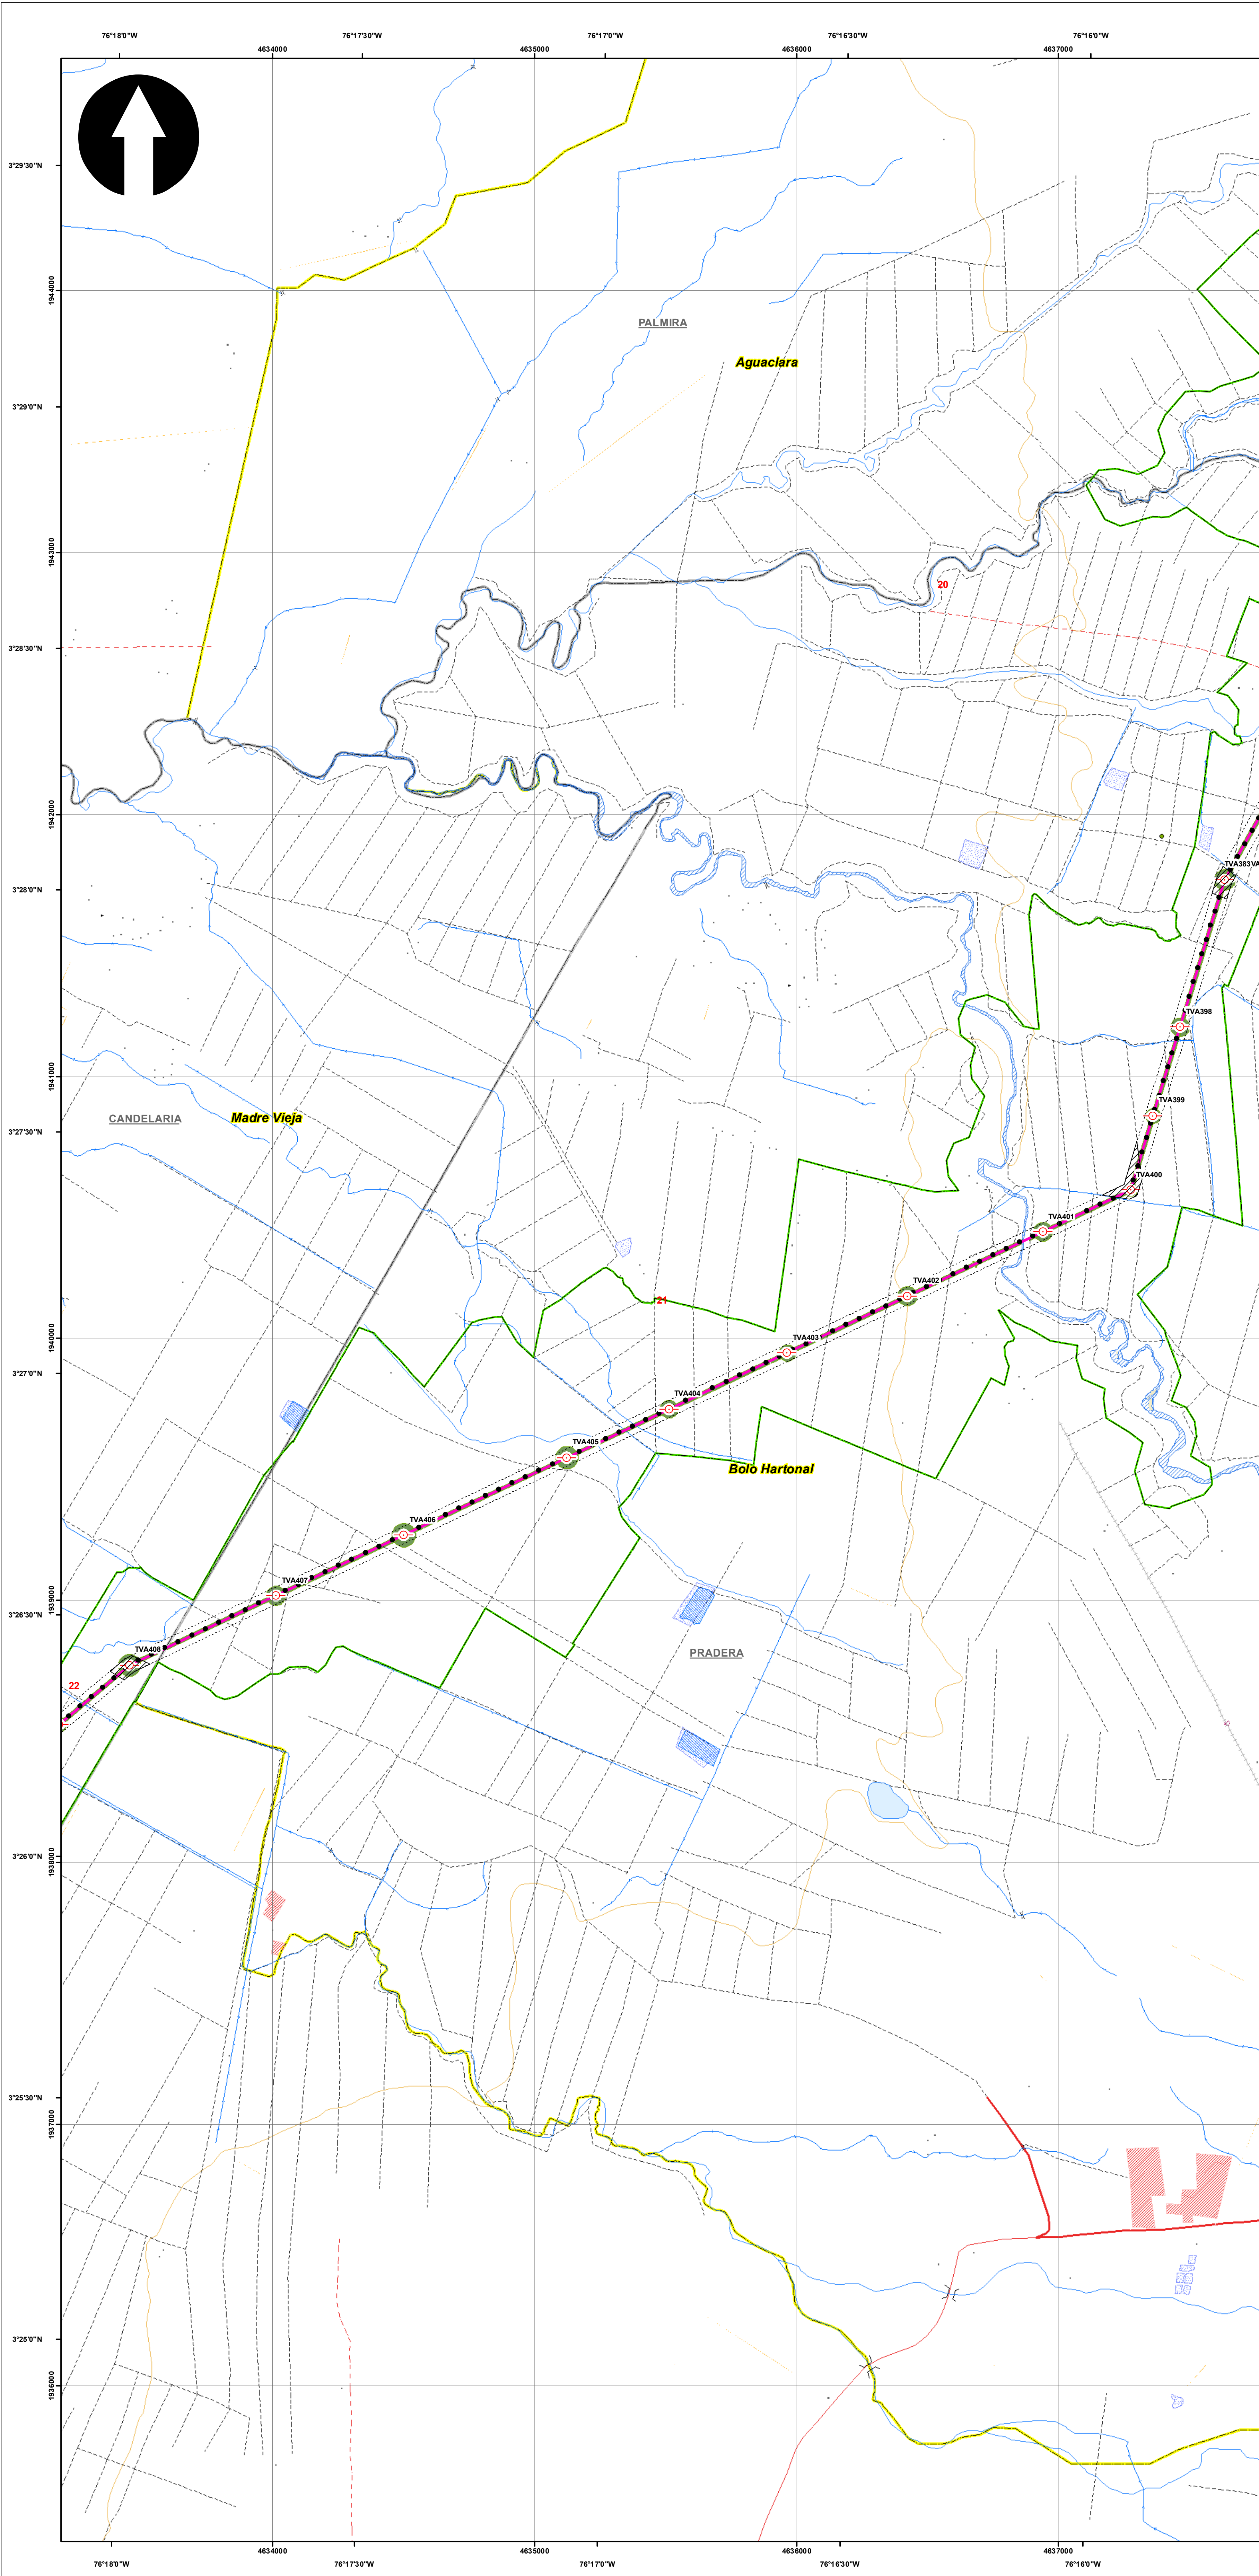 76°18'0"W 76°17'30"W 76°17'0"W 76°16'30"W 76°16'0"W
4634000 4635000 4636000 4637000
3°29'30"N
1944000
PALMIRA
Aguaclara
3°29'0"N
1943000
20
3°28'30"N
1942000
TVA383
3°28'0"N
TVA398
1941000
TVA399
CANDELARIA
Madre Vieja
3°27'30"N
TVA400
TVA401
TVA402
21
1940000
TVA403
3°27'0"N
TVA404
TVA405
Bolo Hartonal
TVA406
TVA407
1939000
3°26'30"N
TVA408
PRADERA
22
3°26'0"N
1938000
3°25'30"N
1937000
3°25'0"N
1936000
4634000 4635000 4636000 4637000
76°18'0"W 76°17'30"W 76°17'0"W 76°16'30"W 76°16'0"W